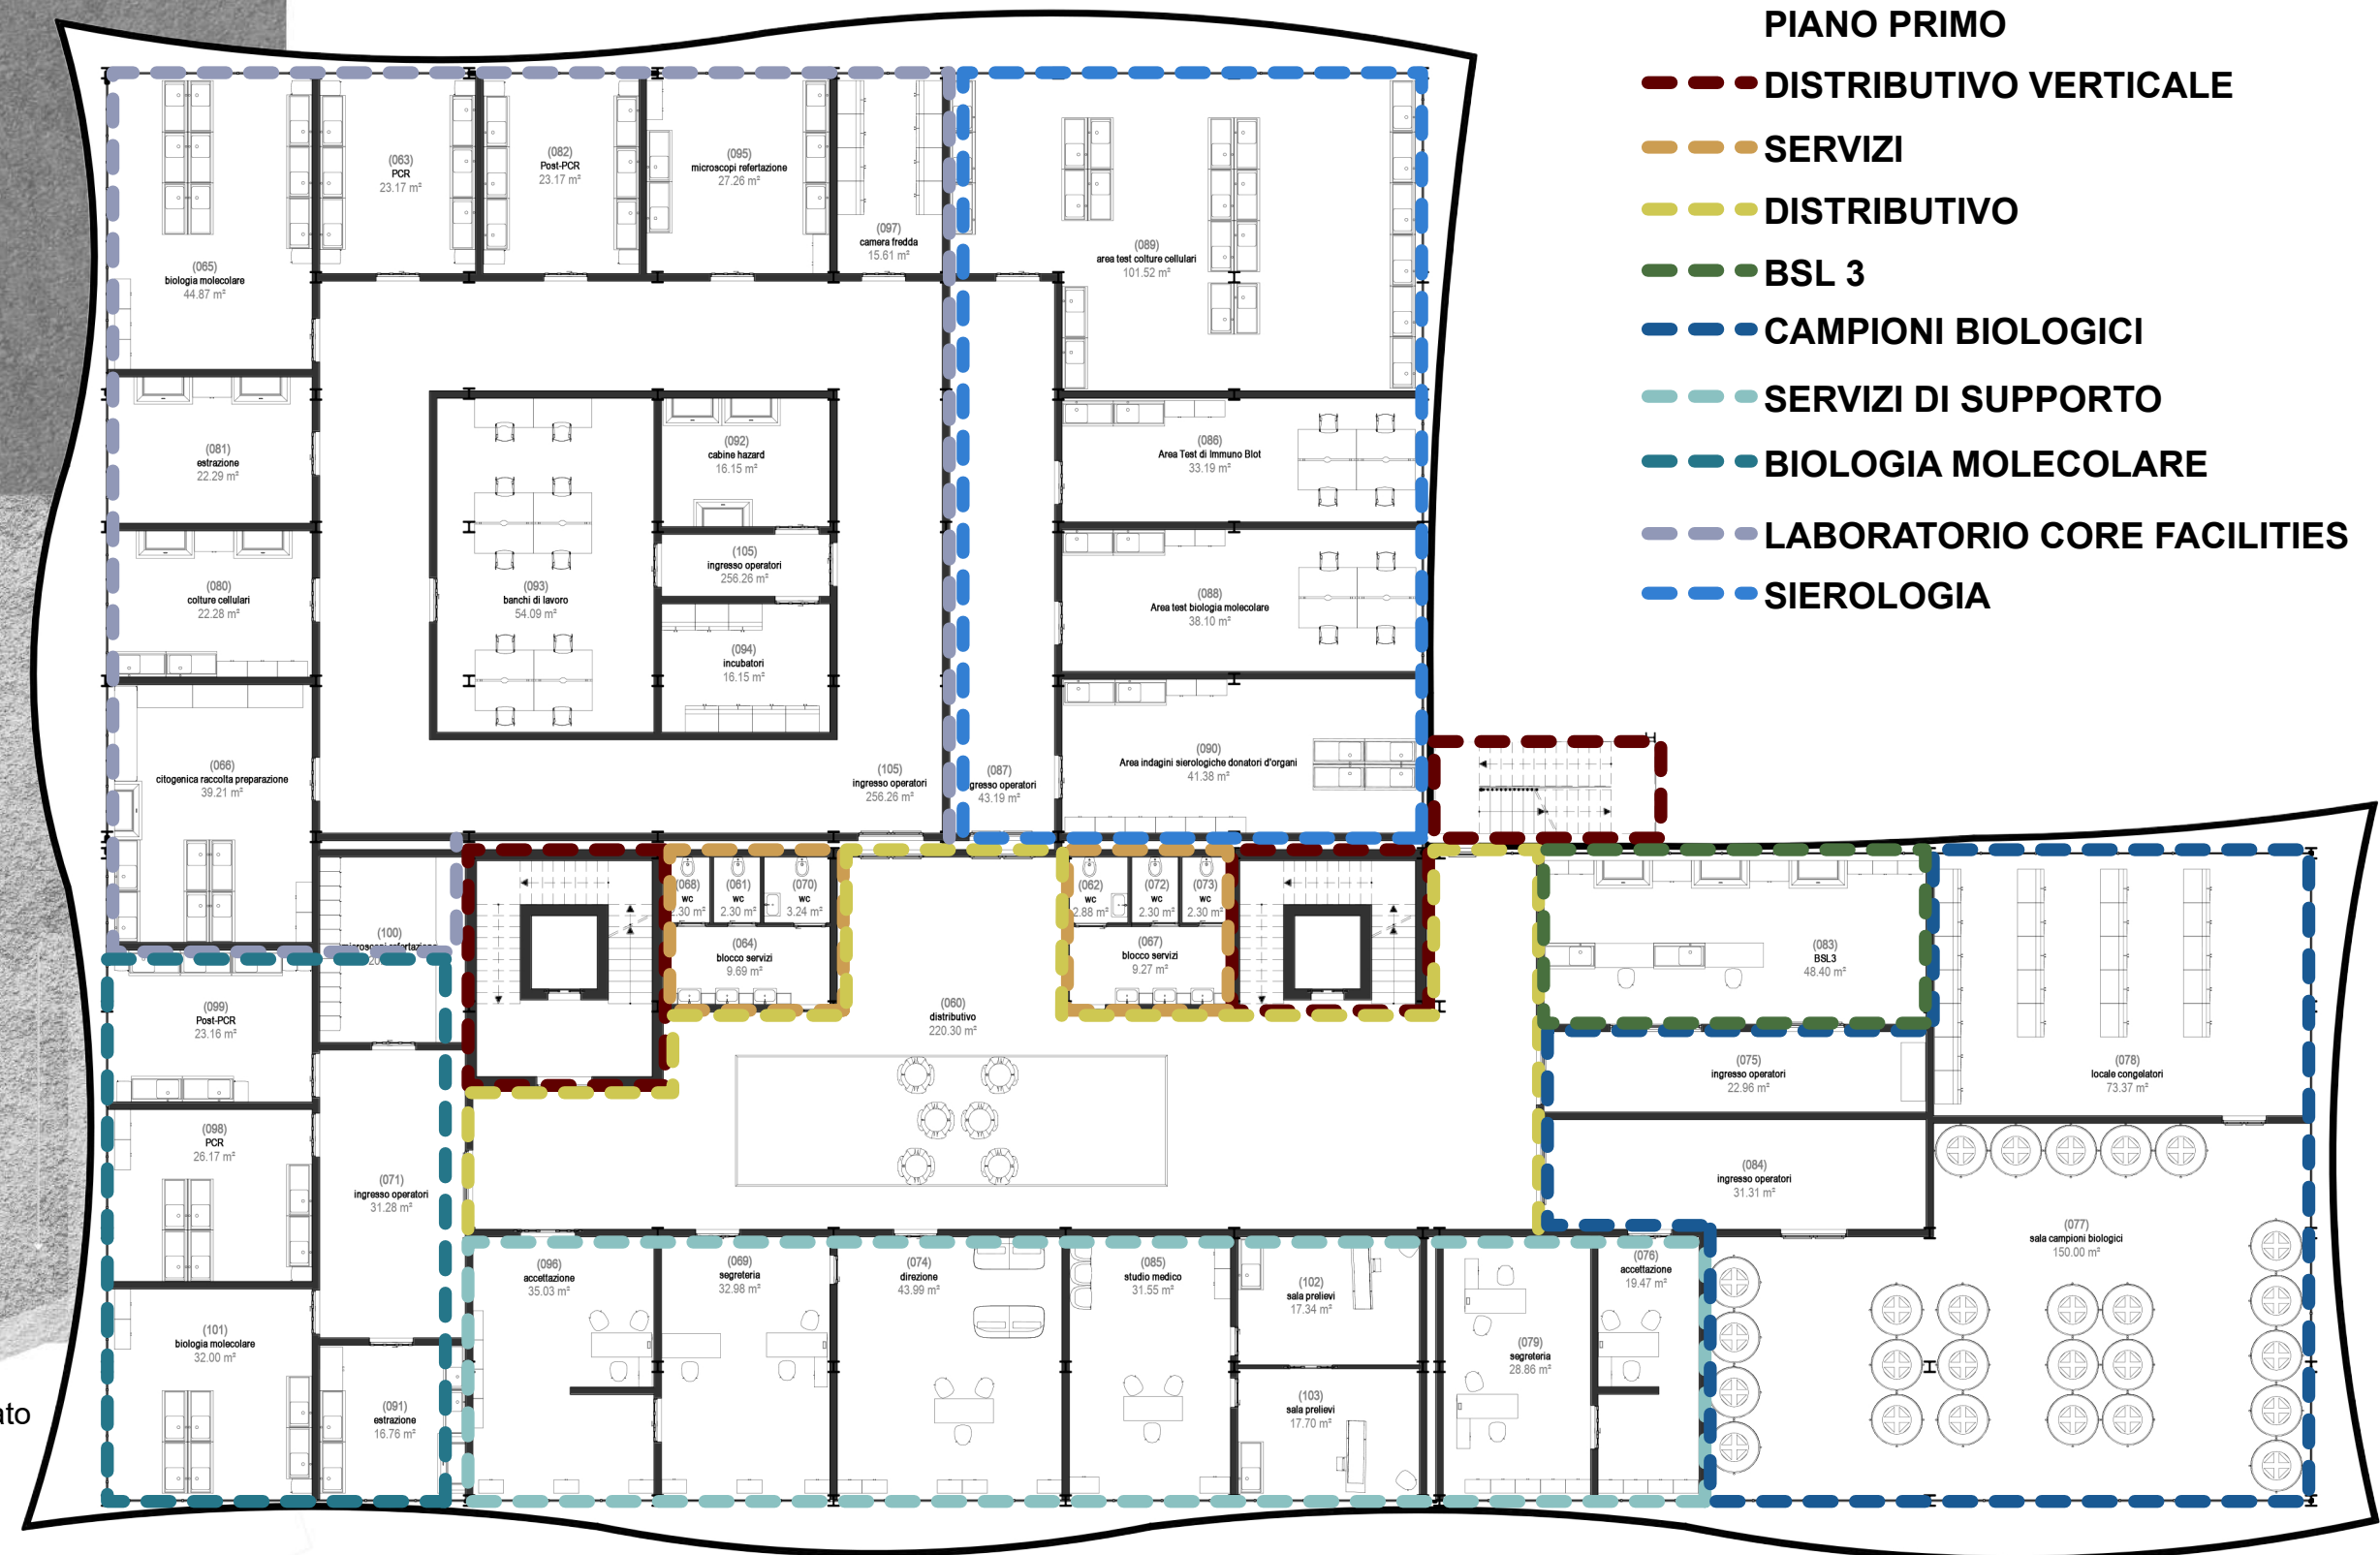 PIANO PRIMO
DISTRIBUTIVO VERTICALE
SERVIZI
DISTRIBUTIVO
BSL 3
CAMPIONI BIOLOGICI
SERVIZI DI SUPPORTO
BIOLOGIA MOLECOLARE
LABORATORIO CORE FACILITIES
SIEROLOGIA
(065)
biologia molecolare
44.87 m²
(063)
PCR
23.17 m²
(082)
Post-PCR
23.17 m²
(095)
microscopi refertazione
27.26 m²
(097)
camera fredda
15.61 m²
(089)
area test colture cellulari
101.52 m²
(081)
estrazione
22.29 m²
(092)
cabine hazard
16.15 m²
(086)
Area Test di Immuno Blot
33.19 m²
(080)
colture cellulari
22.28 m²
(093)
banchi di lavoro
54.09 m²
(105)
ingresso operatori
256.26 m²
(088)
Area test biologia molecolare
38.10 m²
(094)
incubatori
16.15 m²
(066)
citogenica raccolta preparazione
39.21 m²
(105)
ingresso operatori
256.26 m²
(087)
gresso operatori
43.19 m²
(090)
Area indagini sierologiche donatori d'organi
41.38 m²
(068)
wc
.30 m²
(061)
wc
2.30 m²
(070)
wc
3.24 m²
(062)
wc
2.88 m²
(072)
wc
2.30 m²
(073)
wc
2.30 m²
(100)
microscopi refertazione
(064)
blocco servizi
9.69 m²
(067)
blocco servizi
9.27 m²
(083)
BSL3
48.40 m²
(099)
Post-PCR
23.16 m²
(060)
distributivo
220.30 m²
(075)
ingresso operatori
22.96 m²
(078)
locale congelatori
73.37 m²
(098)
PCR
26.17 m²
(071)
ingresso operatori
31.28 m²
(084)
ingresso operatori
31.31 m²
(077)
sala campioni biologici
150.00 m²
(096)
accettazione
35.03 m²
(069)
segreteria
32.98 m²
(074)
direzione
43.99 m²
(085)
studio medico
31.55 m²
(102)
sala prelievi
17.34 m²
(076)
accettazione
19.47 m²
(101)
biologia molecolare
32.00 m²
(079)
segreteria
28.86 m²
(091)
estrazione
16.76 m²
(103)
sala prelievi
17.70 m²
ato